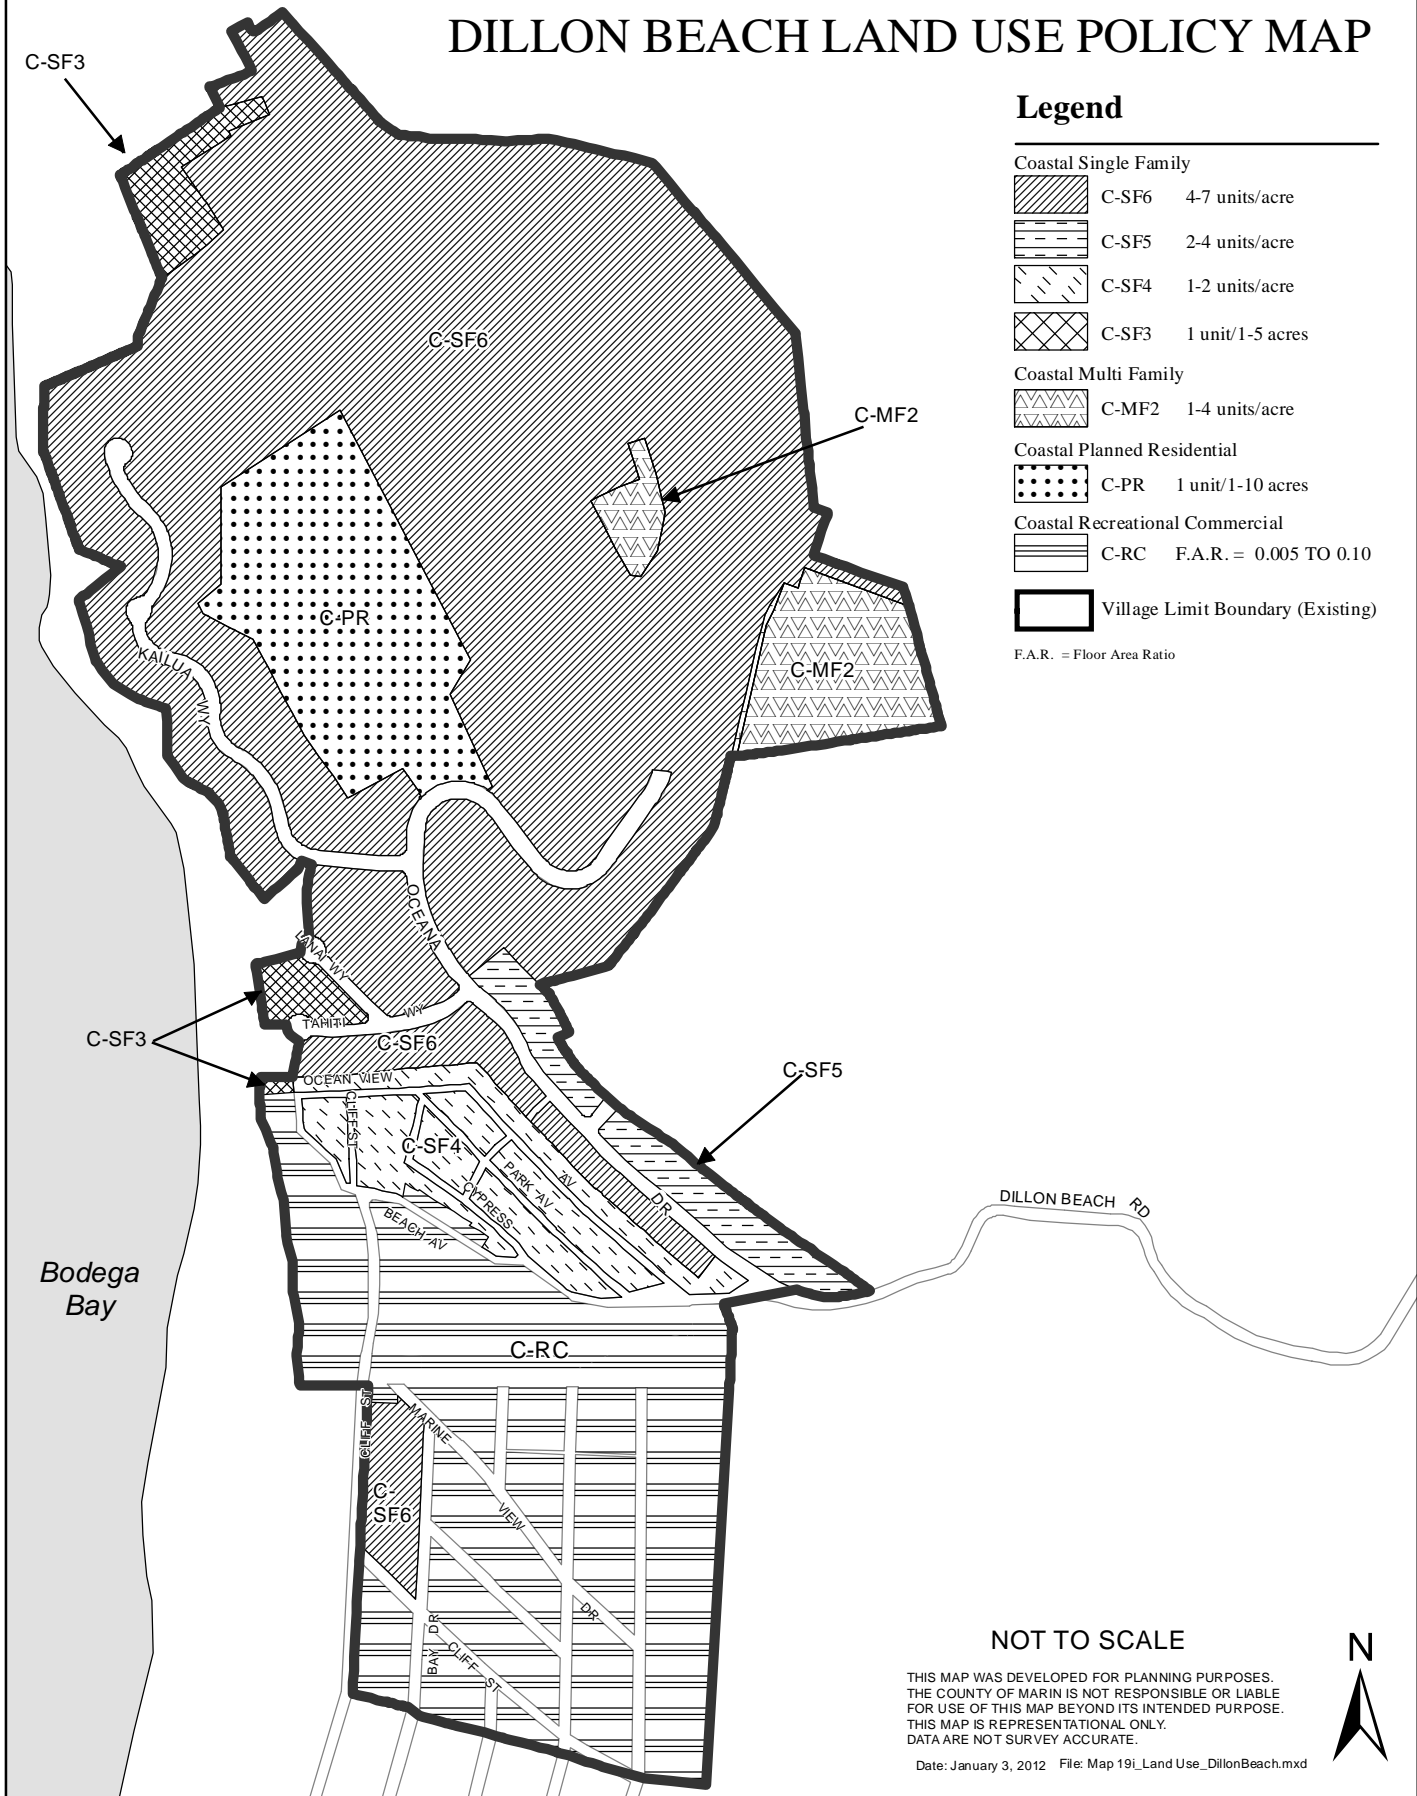 DILLON BEACH LAND USE POLICY MAP
C-SF3
Legend
Coastal Single Family
C-SF6 4-7 units/acre
C-SF5 2-4 units/acre
C-SF4 1-2 units/acre
C-SF3 1 unit/1-5 acres
Coastal Multi Family
C-MF2 1-4 units/acre
Coastal Planned Residential
C-PR 1 unit/1-10 acres
Coastal Recreational Commercial
C-RC F.A.R. = 0.005 TO 0.10
Village Limit Boundary (Existing)
F.A.R. = Floor Area Ratio
C-SF6
C-MF2
C-PR
KAILUA WY
C-MF2
OCEANA
LANAI WY
TAHITI WY
C-SF3
C-SF6
C-SF5
OCEAN VIEW
CLIFF ST
C-SF4
PARK AV
AV
CYPRESS
DR
BEACH AV
DILLON BEACH RD
Bodega
Bay
C-RC
CLIFF ST
MARINE
C-
SF6
VIEW
DR
BAY DR
CLIFF ST
NOT TO SCALE
N
THIS MAP WAS DEVELOPED FOR PLANNING PURPOSES.
THE COUNTY OF MARIN IS NOT RESPONSIBLE OR LIABLE
FOR USE OF THIS MAP BEYOND ITS INTENDED PURPOSE.
THIS MAP IS REPRESENTATIONAL ONLY.
DATA ARE NOT SURVEY ACCURATE.
Date: January 3, 2012 File: Map 19i_Land Use_DillonBeach.mxd